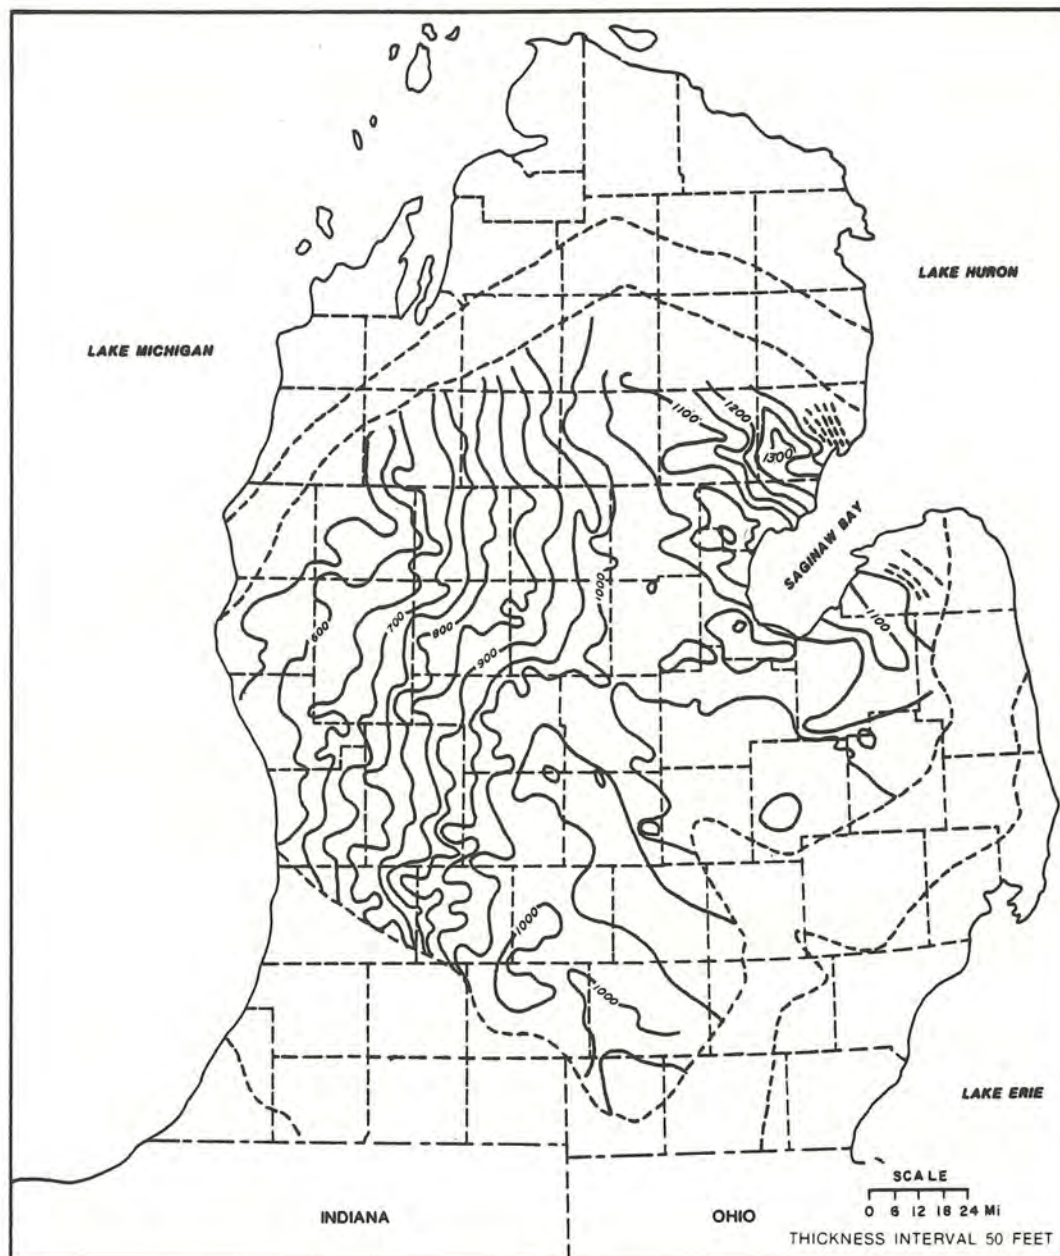 LAKE HURON
LAKE MICHIGAN
1100
1200
1300
SAGINAW BAY
600
700
800
900
1000
1100
1000
1000
LAKE ERIE
SCALE
0 6 12 18 24 Mi
INDIANA
OHIO
THICKNESS INTERVAL 50 FEET